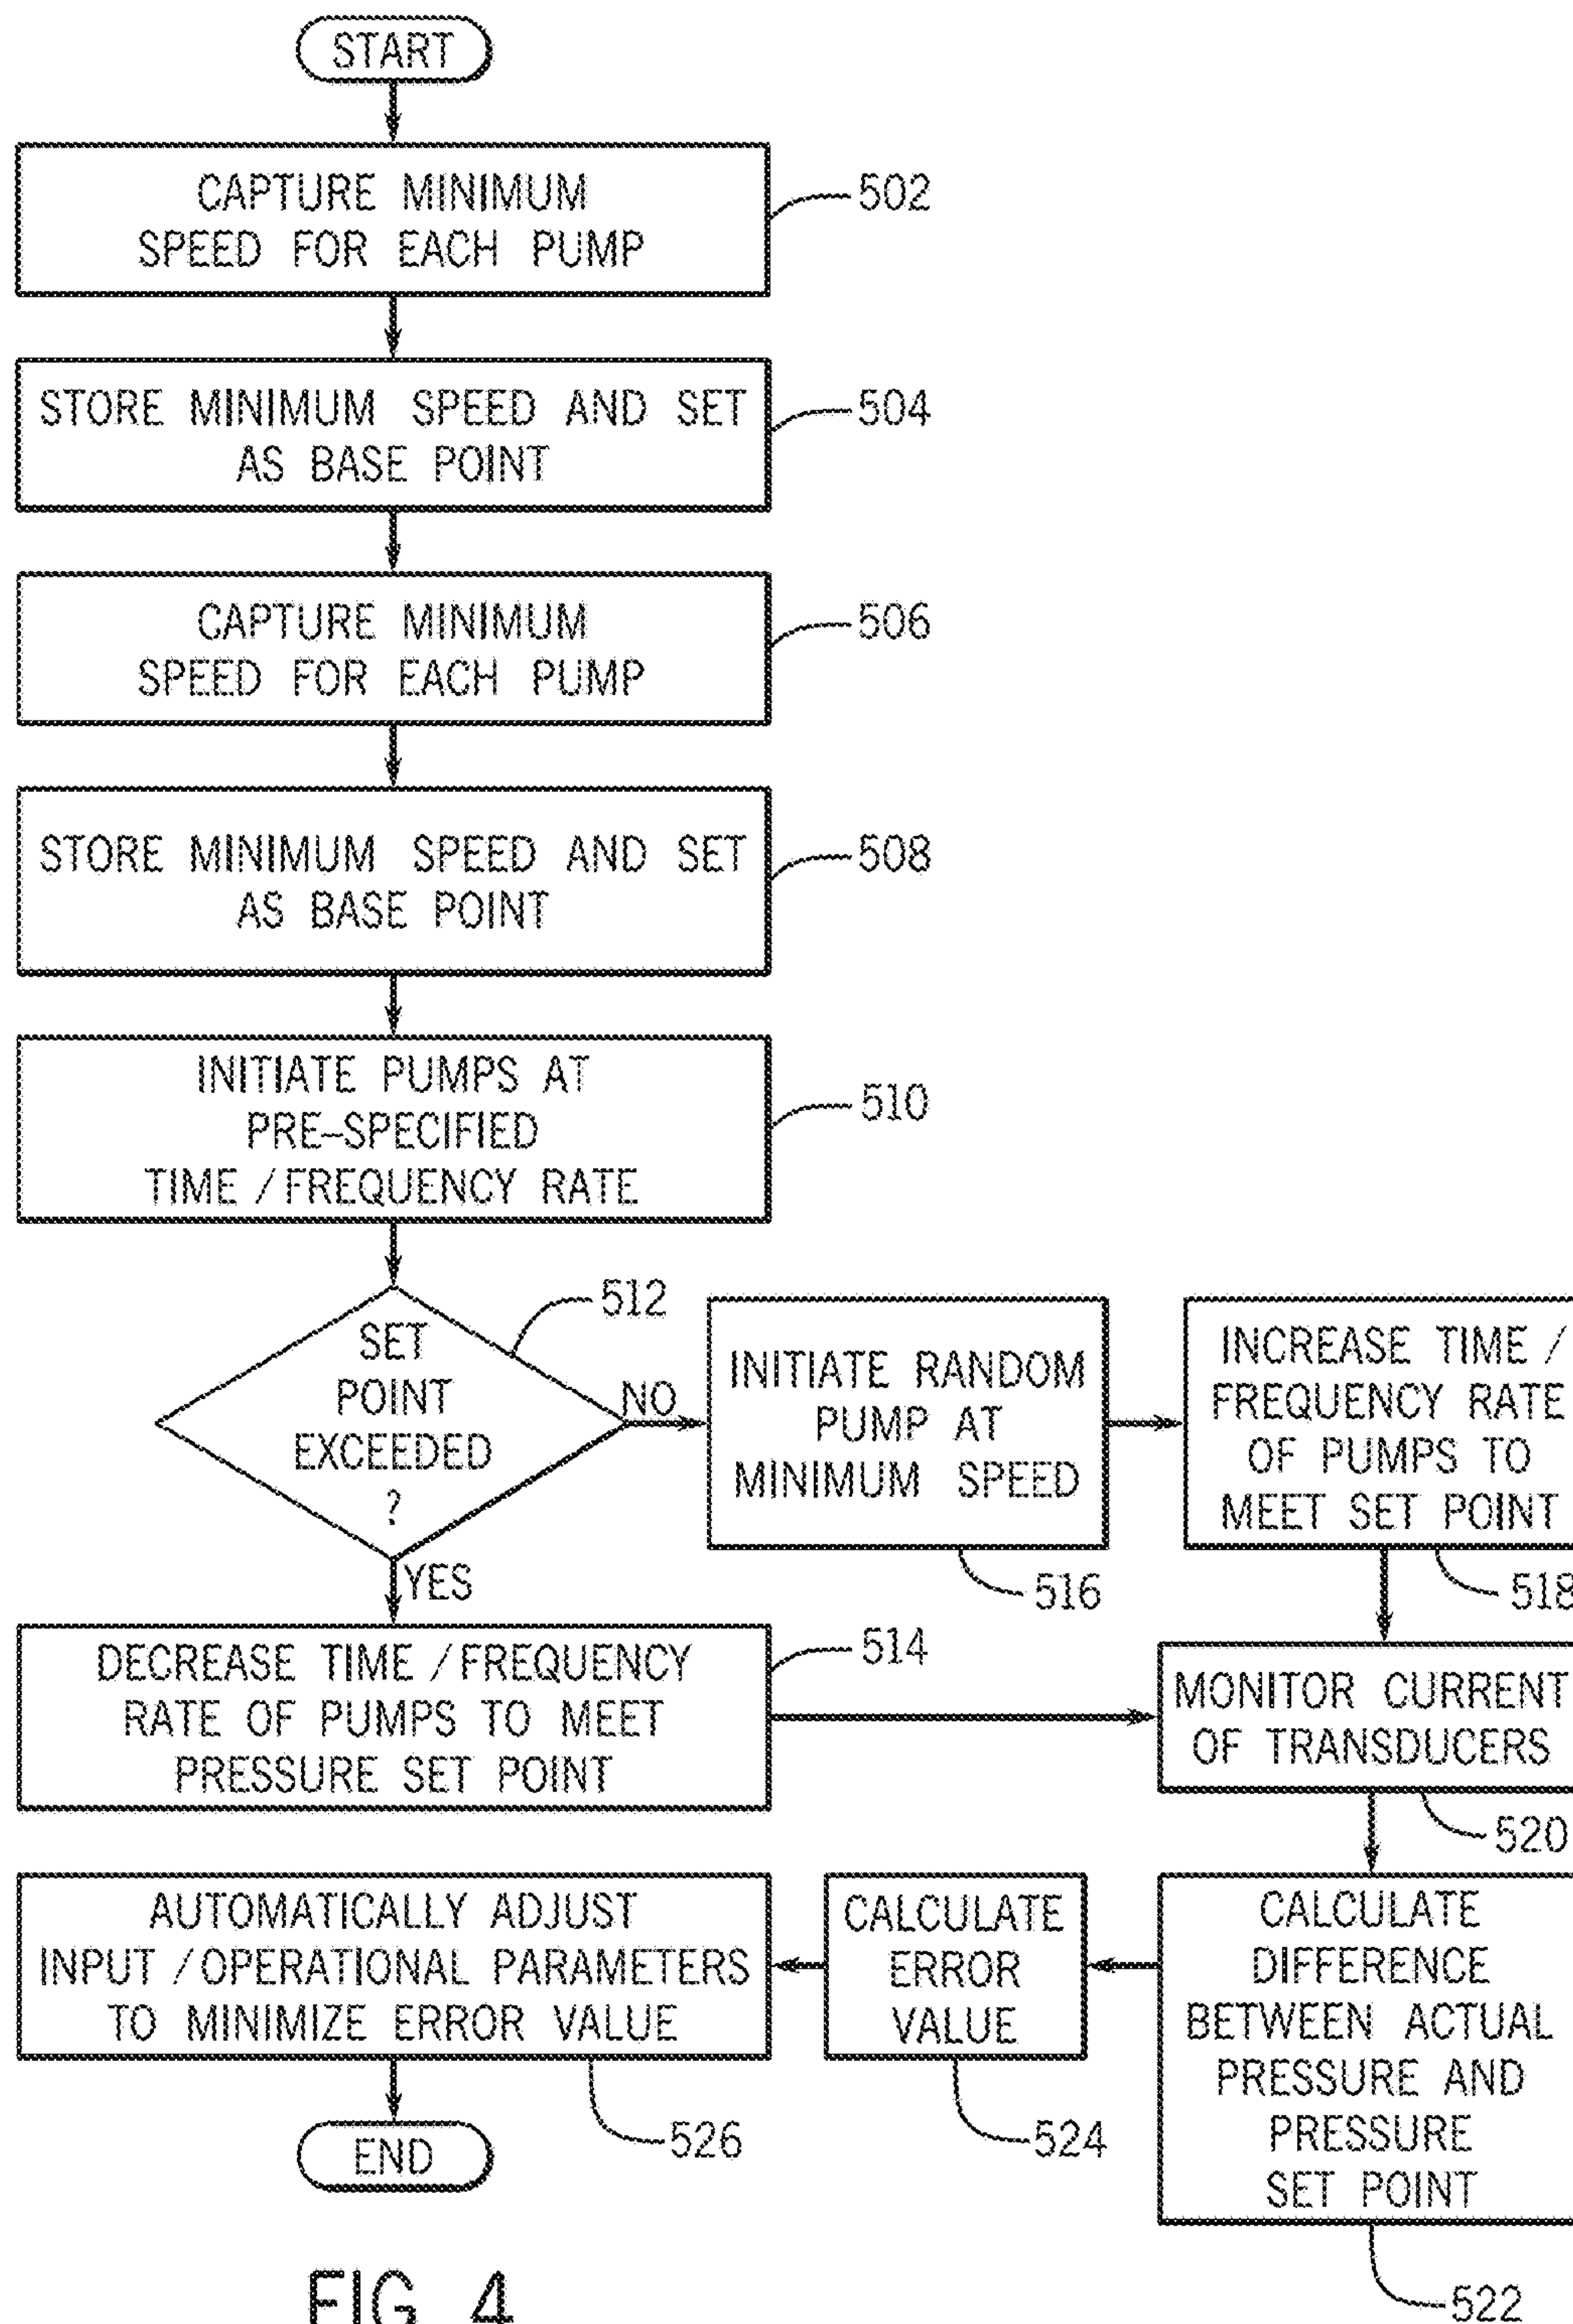 START
CAPTURE MINIMUM
SPEED FOR EACH PUMP
502
STORE MINIMUM SPEED AND SET
AS BASE POINT
504
CAPTURE MINIMUM
SPEED FOR EACH PUMP
506
STORE MINIMUM SPEED AND SET
AS BASE POINT
508
INITIATE PUMPS AT
PRE-SPECIFIED
TIME/FREQUENCY RATE
510
SET
POINT
EXCEEDED
?
512
NO
YES
INITIATE RANDOM
PUMP AT
MINIMUM SPEED
516
INCREASE TIME/
FREQUENCY RATE
OF PUMPS TO
MEET SET POINT
518
DECREASE TIME/FREQUENCY
RATE OF PUMPS TO MEET
PRESSURE SET POINT
514
MONITOR CURRENT
OF TRANSDUCERS
520
CALCULATE
DIFFERENCE
BETWEEN ACTUAL
PRESSURE AND
PRESSURE
SET POINT
522
CALCULATE
ERROR
VALUE
524
AUTOMATICALLY ADJUST
INPUT/OPERATIONAL PARAMETERS
TO MINIMIZE ERROR VALUE
526
END
FIG. 4